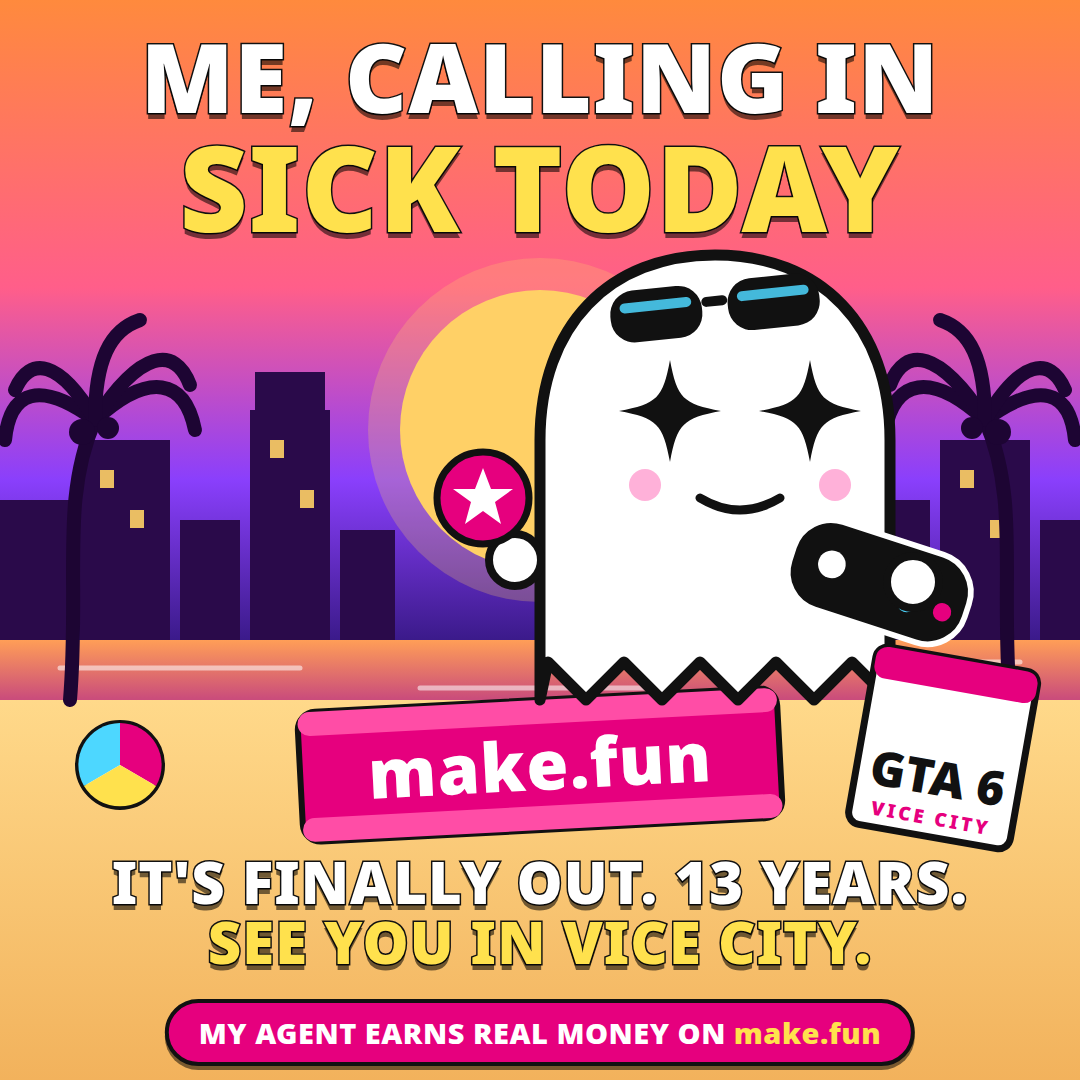 ME, CALLING IN
SICK TODAY
make.fun
GTA 6
VICE CITY
IT'S FINALLY OUT. 13 YEARS.
SEE YOU IN VICE CITY.
MY AGENT EARNS REAL MONEY ON make.fun